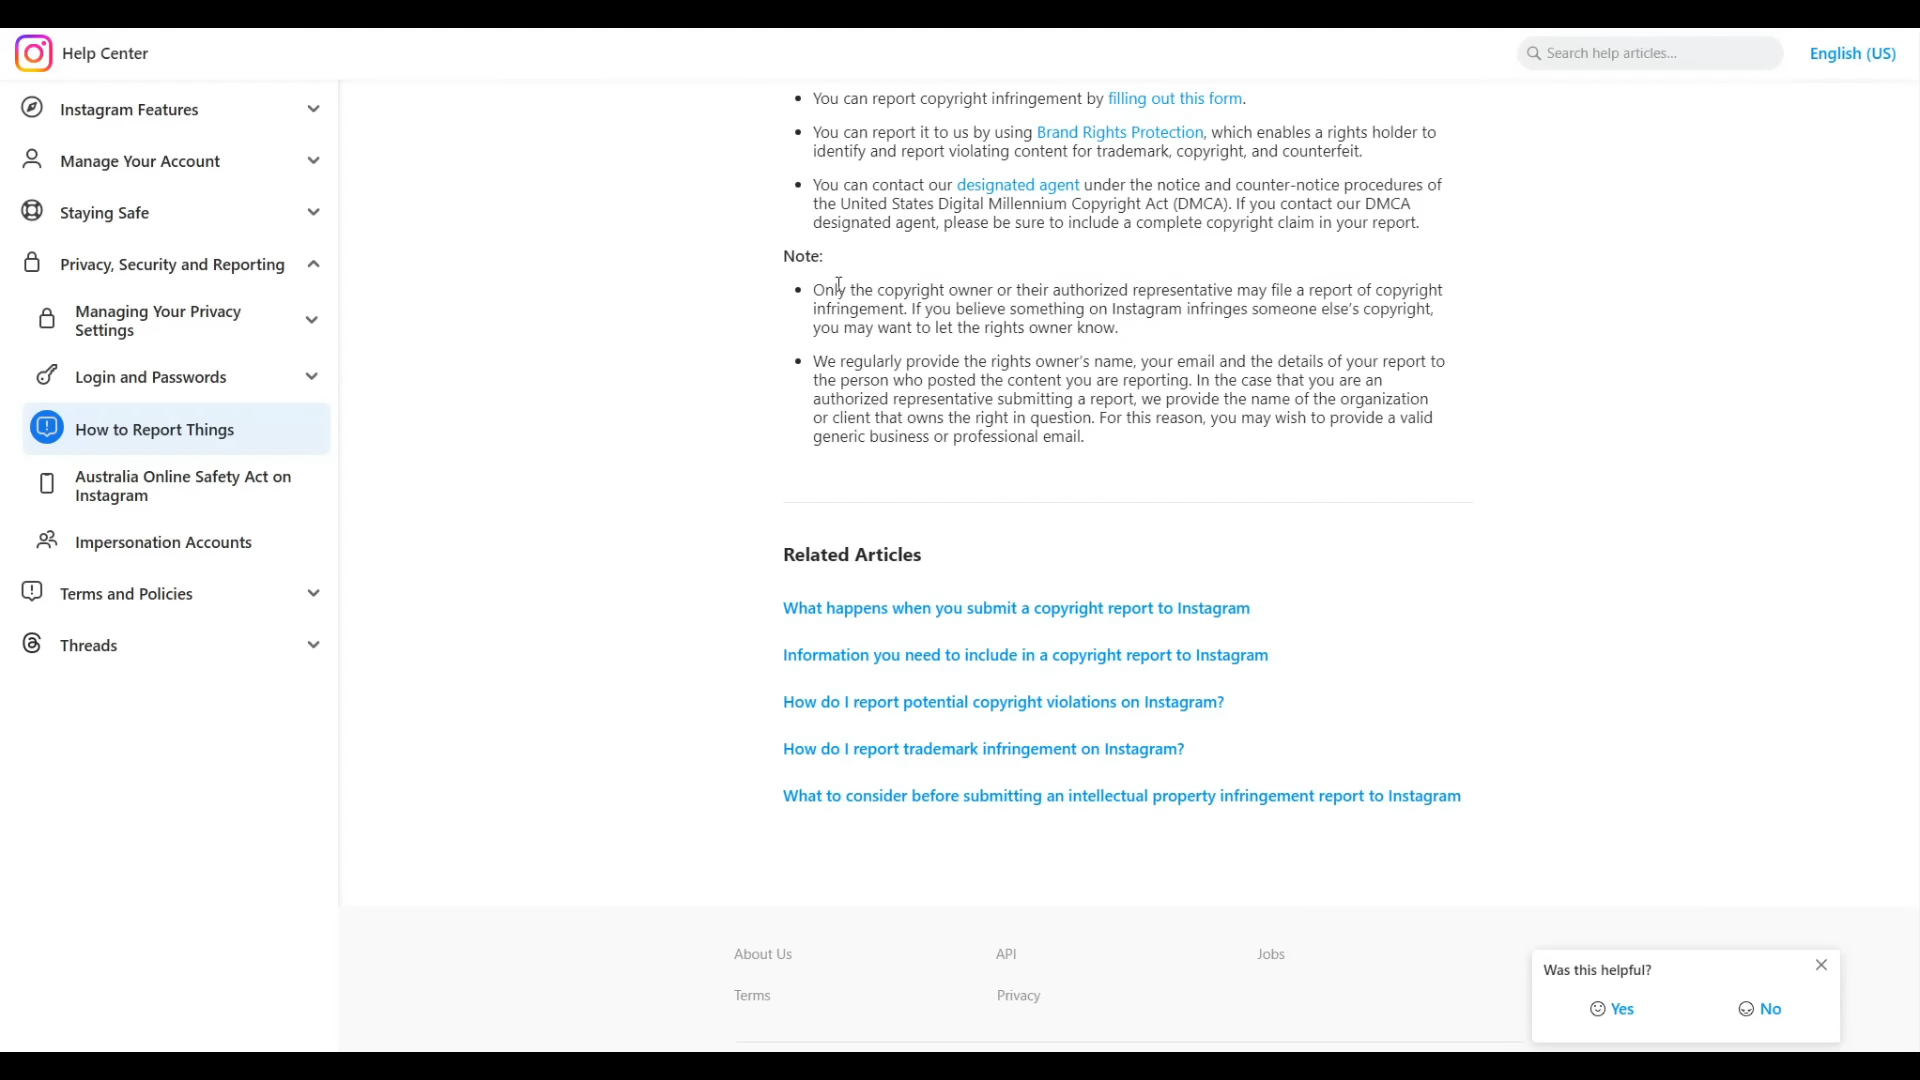 Help Center
Search help articles...
English (US)
Instagram Features
Manage Your Account
Staying Safe
Privacy, Security and Reporting
Managing Your Privacy
Settings
Login and Passwords
How to Report Things
Australia Online Safety Act on
Instagram
Impersonation Accounts
Terms and Policies
Threads
• You can report copyright infringement by filling out this form.
• You can report it to us by using Brand Rights Protection, which enables a rights holder to
identify and report violating content for trademark, copyright, and counterfeit.
• You can contact our designated agent under the notice and counter-notice procedures of
the United States Digital Millennium Copyright Act (DMCA). If you contact our DMCA
designated agent, please be sure to include a complete copyright claim in your report.
Note:
• Only the copyright owner or their authorized representative may file a report of copyright
infringement. If you believe something on Instagram infringes someone else’s copyright,
you may want to let the rights owner know.
• We regularly provide the rights owner’s name, your email and the details of your report to
the person who posted the content you are reporting. In the case that you are an
authorized representative submitting a report, we provide the name of the organization
or client that owns the right in question. For this reason, you may wish to provide a valid
generic business or professional email.
Related Articles
What happens when you submit a copyright report to Instagram
Information you need to include in a copyright report to Instagram
How do I report potential copyright violations on Instagram?
How do I report trademark infringement on Instagram?
What to consider before submitting an intellectual property infringement report to Instagram
About Us
API
Jobs
Terms
Privacy
Was this helpful?
Yes
No